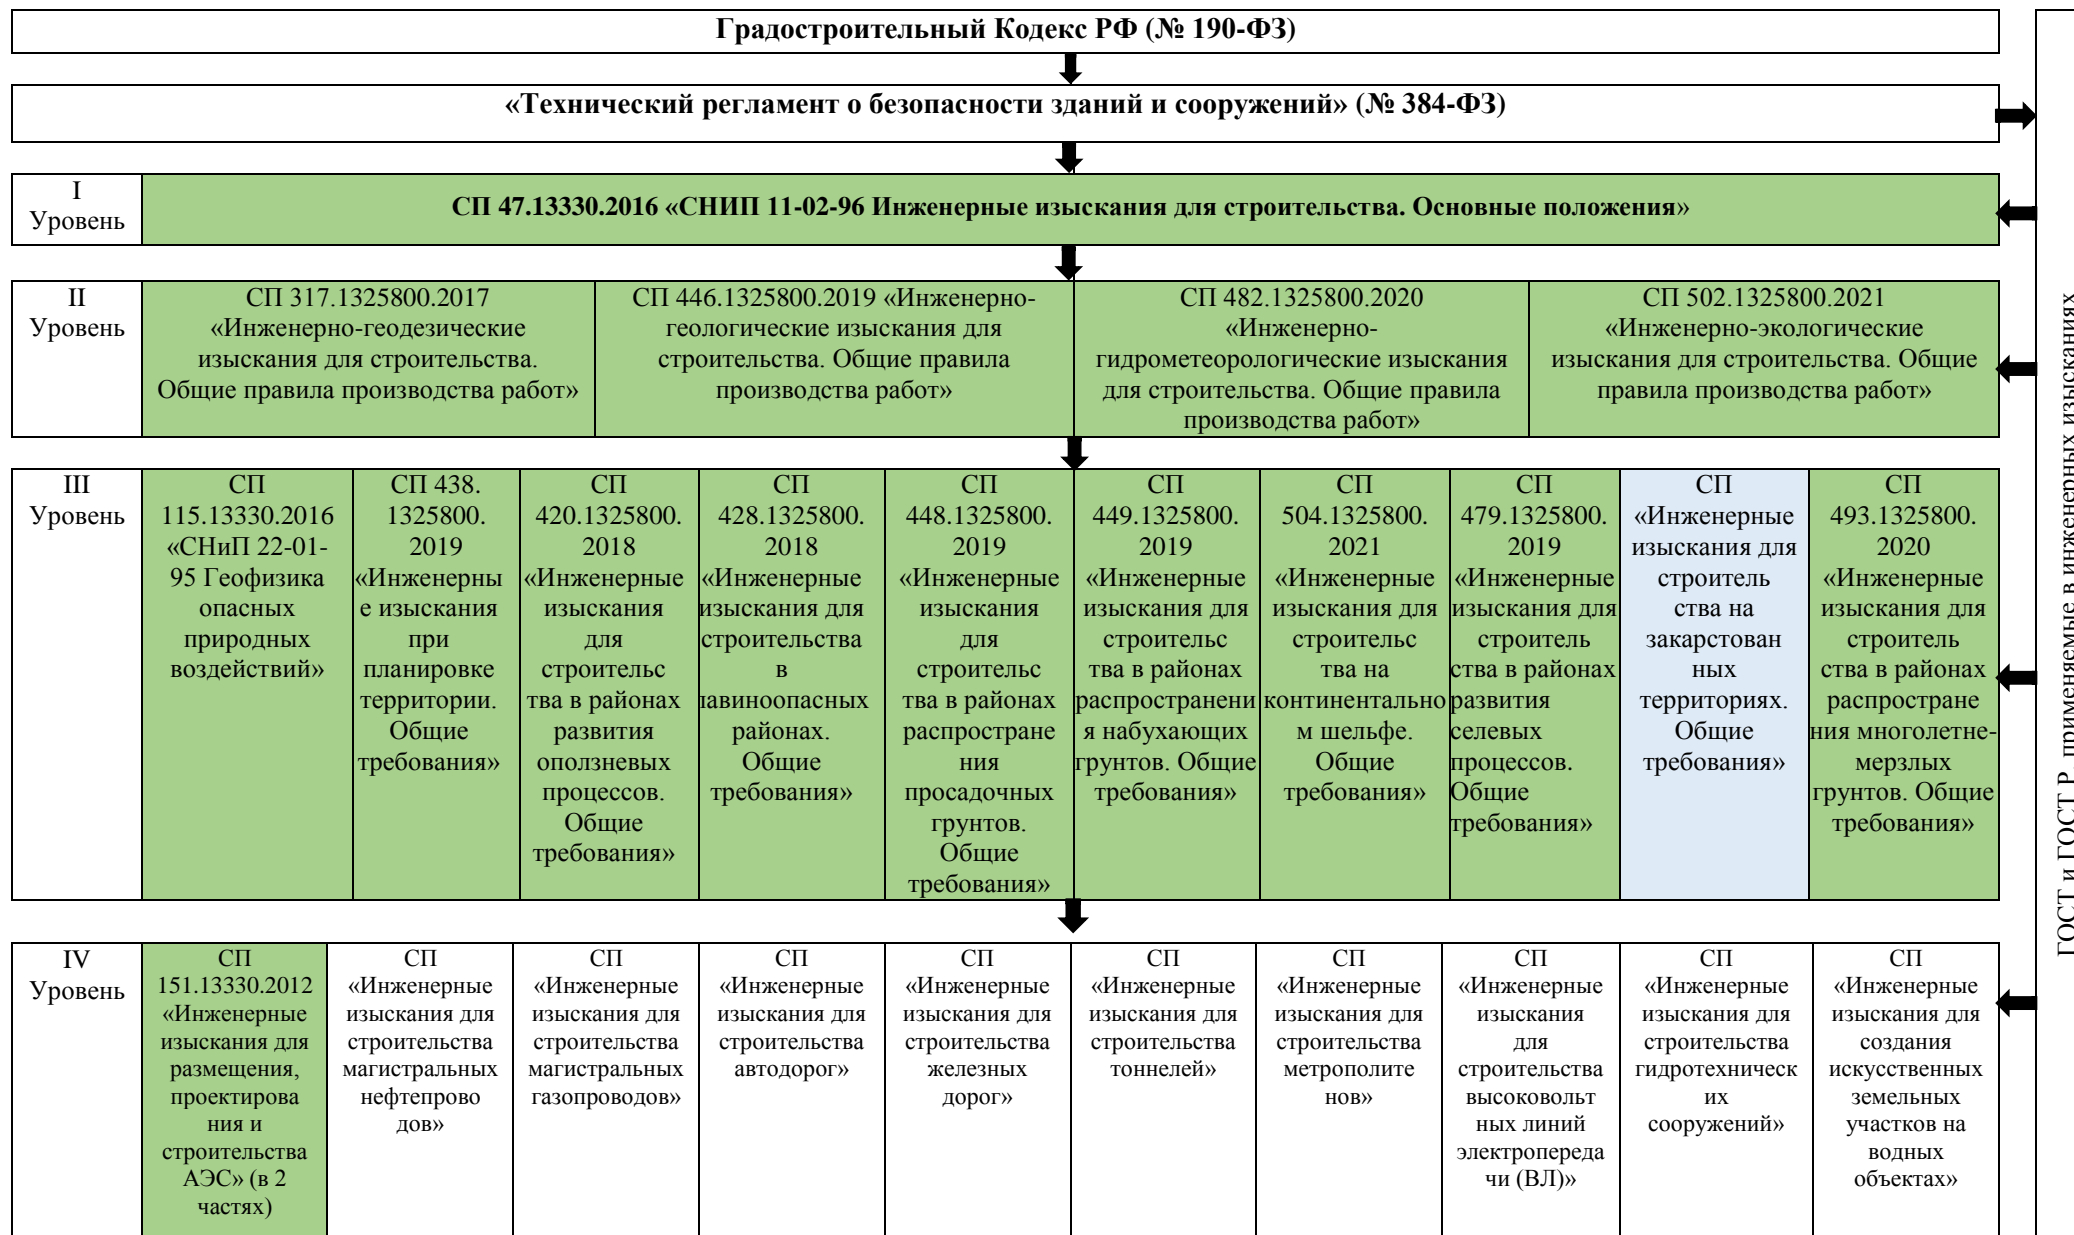 Градостроительный Кодекс РФ (№ 190-ФЗ)
«Технический регламент о безопасности зданий и сооружений» (№ 384-ФЗ)
I
Уровень
СП 47.13330.2016 «СНИП 11-02-96 Инженерные изыскания для строительства. Основные положения»
II
Уровень
СП 317.1325800.2017
«Инженерно-геодезические
изыскания для строительства.
Общие правила производства работ»
СП 446.1325800.2019 «Инженерно-
геологические изыскания для
строительства. Общие правила
производства работ»
СП 482.1325800.2020
«Инженерно-
гидрометеорологические изыскания
для строительства. Общие правила
производства работ»
СП 502.1325800.2021
«Инженерно-экологические
изыскания для строительства. Общие
правила производства работ»
III
Уровень
СП
115.13330.2016
«СНиП 22-01-
95 Геофизика
опасных
природных
воздействий»
СП 438.
1325800.
2019
«Инженерны
е изыскания
при
планировке
территории.
Общие
требования»
СП
420.1325800.
2018
«Инженерные
изыскания
для
строительс
тва в районах
развития
оползневых
процессов.
Общие
требования»
СП
428.1325800.
2018
«Инженерные
изыскания для
строительства
в
лавиноопасных
районах.
Общие
требования»
СП
448.1325800.
2019
«Инженерные
изыскания
для
строительс
тва в районах
распростране
ния
просадочных
грунтов.
Общие
требования»
СП
449.1325800.
2019
«Инженерные
изыскания для
строительс
тва в районах
распространени
я набухающих
грунтов. Общие
требования»
СП
504.1325800.
2021
«Инженерные
изыскания для
строительс
тва на
континентально
м шельфе.
Общие
требования»
СП
479.1325800.
2019
«Инженерные
изыскания для
строитель
ства в районах
развития
селевых
процессов.
Общие
требования»
СП
«Инженерные
изыскания для
строитель
ства на
закарстован
ных
территориях.
Общие
требования»
СП
493.1325800.
2020
«Инженерные
изыскания для
строитель
ства в районах
распростране
ния многолетне-
мерзлых
грунтов. Общие
требования»
IV
Уровень
СП
151.13330.2012
«Инженерные
изыскания для
размещения,
проектирова
ния и
строительства
АЭС» (в 2
частях)
СП
«Инженерные
изыскания для
строительства
магистральных
нефтепрово
дов»
СП
«Инженерные
изыскания для
строительства
магистральных
газопроводов»
СП
«Инженерные
изыскания для
строительства
автодорог»
СП
«Инженерные
изыскания для
строительства
железных
дорог»
СП
«Инженерные
изыскания для
строительства
тоннелей»
СП
«Инженерные
изыскания для
строительства
метрополите
нов»
СП
«Инженерные
изыскания
для
строительства
высоковольт
ных линий
электропереда
чи (ВЛ)»
СП
«Инженерные
изыскания для
строительства
гидротехническ
их
сооружений»
СП
«Инженерные
изыскания для
создания
искусственных
земельных
участков на
водных
объектах»
ГОСТ и ГОСТ Р, применяемые в инженерных изысканиях